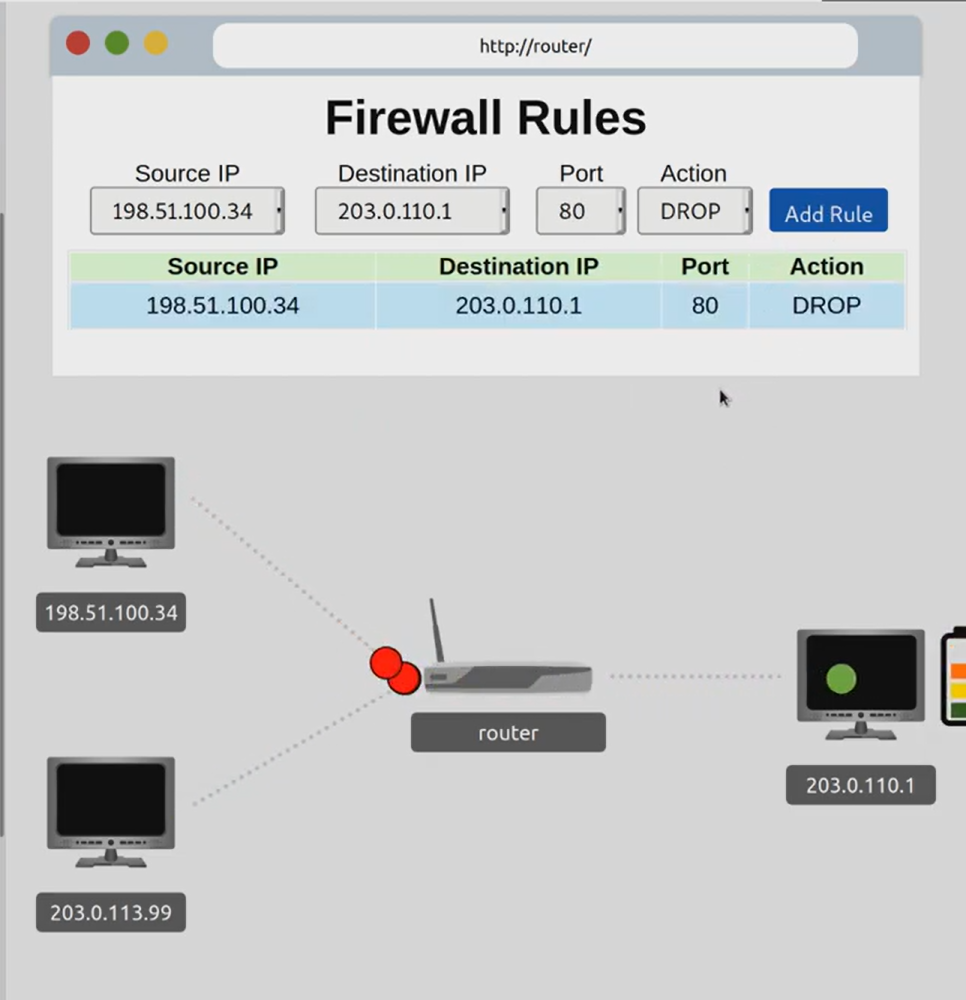 http://router/
Firewall Rules
Source IP Destination IP Port Action
198.51.100.34 203.0.110.1 80 DROP Add Rule
Source IP Destination IP Port Action
198.51.100.34 203.0.110.1 80 DROP
198.51.100.34
router
203.0.110.1
203.0.113.99